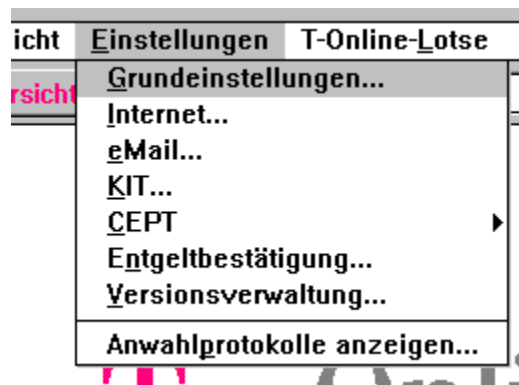 icht Einstellungen T-Online-Lotse
rsicht
Grundeinstellungen...
Internet...
eMail...
KIT...
CEPT
Entgeltbestätigung...
Versionsverwaltung...
Anwahlprotokolle anzeigen...